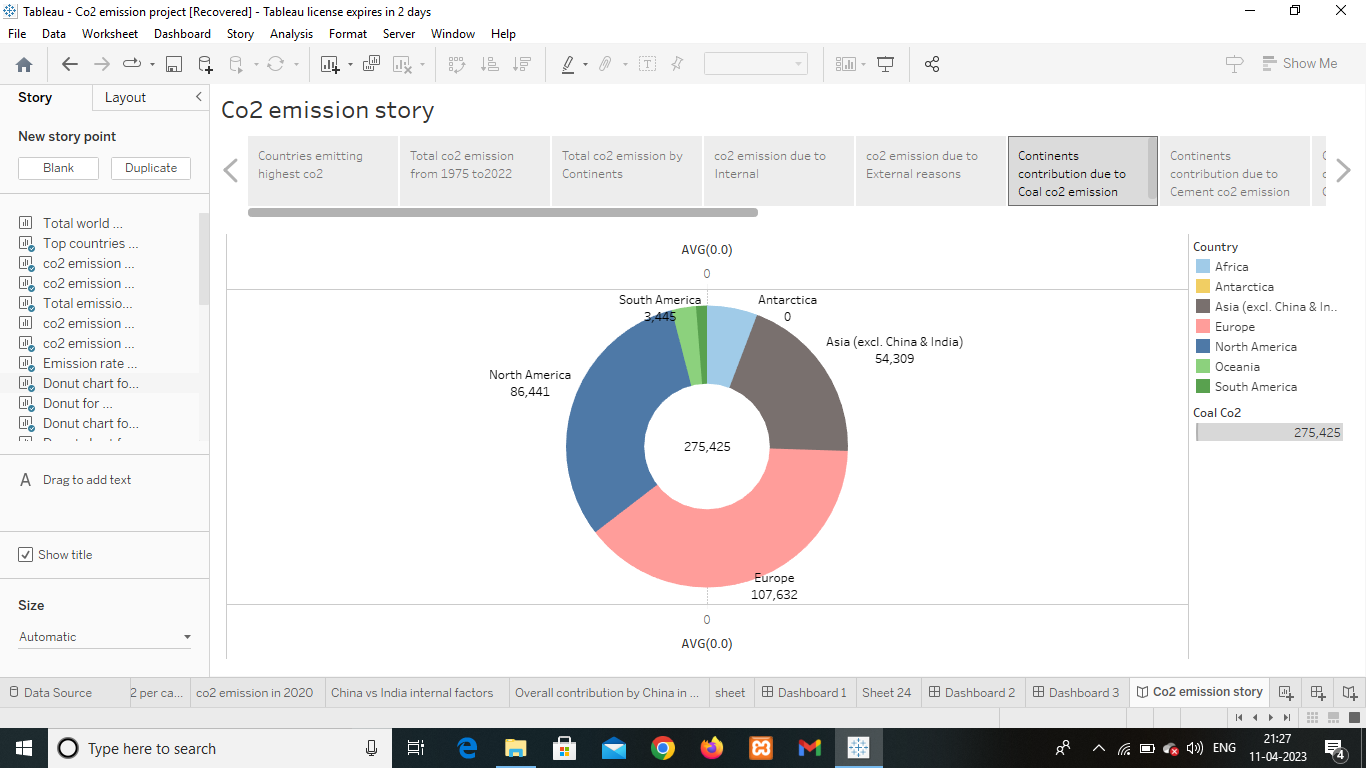 Tableau - Co2 emission project [Recovered] - Tableau license expires in 2 days
File Data Worksheet Dashboard Story Analysis Format Server Window Help
Show Me
Story Layout
New story point
Blank Duplicate
Total world ...
Top countries ...
co2 emission ...
co2 emission ...
Total emissio...
co2 emission ...
co2 emission ...
Emission rate ...
Donut chart fo...
Donut for ...
Donut chart fo...
A Drag to add text
Show title
Size
Automatic
Co2 emission story
Countries emitting
highest co2
Total co2 emission
from 1975 to2022
Total co2 emission by
Continents
co2 emission due to
Internal
co2 emission due to
External reasons
Continents
contribution due to
Coal co2 emission
Continents
contribution due to
Cement co2 emission
AVG(0.0)
0
South America
3,445
Antarctica
0
Asia (excl. China & India)
54,309
North America
86,441
275,425
Europe
107,632
0
AVG(0.0)
Country
Africa
Antarctica
Asia (excl. China & In..
Europe
North America
Oceania
South America
Coal Co2
275,425
Data Source 2 per ca... co2 emission in 2020 China vs India internal factors Overall contribution by China in ... sheet Dashboard 1 Sheet 24 Dashboard 2 Dashboard 3 Co2 emission story
Type here to search
ENG
21:27
11-04-2023
4